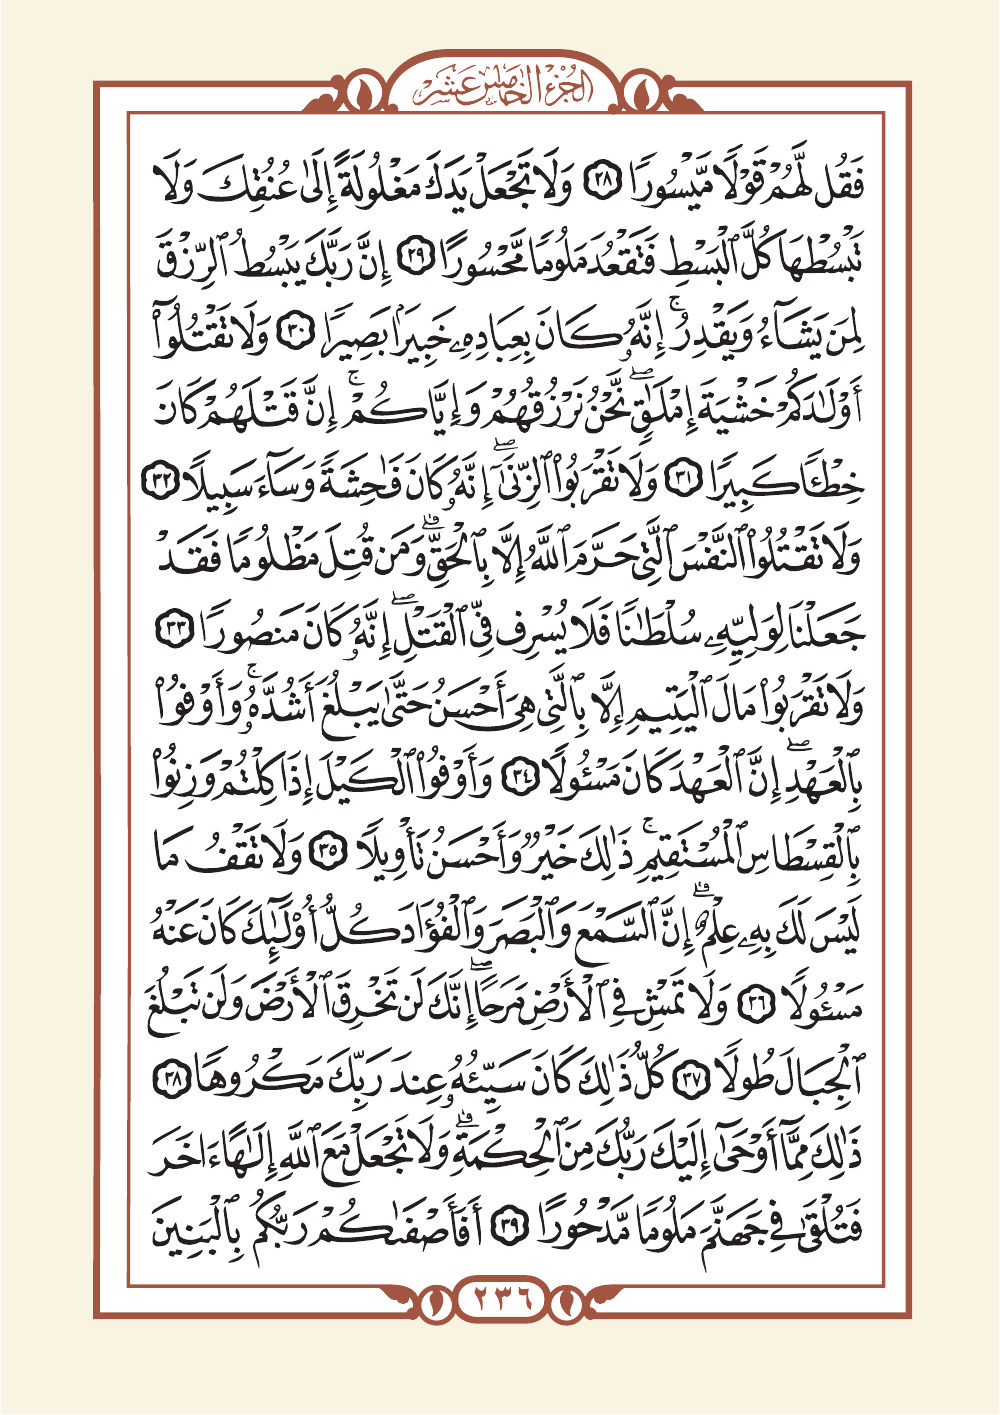 الجزء الخامس عشر
فَقُل لَّهُمْ قَوْلًا مَّيْسُورًا ٢٨ وَلَا تَجْعَلْ يَدَكَ مَغْلُولَةً إِلَىٰ عُنُقِكَ وَلَا
تَبْسُطْهَا كُلَّ ٱلْبَسْطِ فَتَقْعُدَ مَلُومًا مَّحْسُورًا ٢٩ إِنَّ رَبَّكَ يَبْسُطُ ٱلرِّزْقَ
لِمَن يَشَآءُ وَيَقْدِرُ ۚ إِنَّهُۥ كَانَ بِعِبَادِهِۦ خَبِيرًۢا بَصِيرًا ٣٠ وَلَا تَقْتُلُوٓا۟
أَوْلَٰدَكُمْ خَشْيَةَ إِمْلَٰقٍ ۖ نَّحْنُ نَرْزُقُهُمْ وَإِيَّاكُمْ ۚ إِنَّ قَتْلَهُمْ كَانَ
خِطْـًٔا كَبِيرًا ٣١ وَلَا تَقْرَبُوا۟ ٱلزِّنَىٰٓ ۖ إِنَّهُۥ كَانَ فَٰحِشَةً وَسَآءَ سَبِيلًا ٣٢
وَلَا تَقْتُلُوا۟ ٱلنَّفْسَ ٱلَّتِى حَرَّمَ ٱللَّهُ إِلَّا بِٱلْحَقِّ ۗ وَمَن قُتِلَ مَظْلُومًا فَقَدْ
جَعَلْنَا لِوَلِيِّهِۦ سُلْطَٰنًا فَلَا يُسْرِف فِّى ٱلْقَتْلِ ۖ إِنَّهُۥ كَانَ مَنصُورًا ٣٣
وَلَا تَقْرَبُوا۟ مَالَ ٱلْيَتِيمِ إِلَّا بِٱلَّتِى هِىَ أَحْسَنُ حَتَّىٰ يَبْلُغَ أَشُدَّهُۥ ۚ وَأَوْفُوا۟
بِٱلْعَهْدِ ۖ إِنَّ ٱلْعَهْدَ كَانَ مَسْـُٔولًا ٣٤ وَأَوْفُوا۟ ٱلْكَيْلَ إِذَا كِلْتُمْ وَزِنُوا۟
بِٱلْقِسْطَاسِ ٱلْمُسْتَقِيمِ ۚ ذَٰلِكَ خَيْرٌ وَأَحْسَنُ تَأْوِيلًا ٣٥ وَلَا تَقْفُ مَا
لَيْسَ لَكَ بِهِۦ عِلْمٌ ۗ إِنَّ ٱلسَّمْعَ وَٱلْبَصَرَ وَٱلْفُؤَادَ كُلُّ أُو۟لَٰٓئِكَ كَانَ عَنْهُ
مَسْـُٔولًا ٣٦ وَلَا تَمْشِ فِى ٱلْأَرْضِ مَرَحًا ۖ إِنَّكَ لَن تَخْرِقَ ٱلْأَرْضَ وَلَن تَبْلُغَ
ٱلْجِبَالَ طُولًا ٣٧ كُلُّ ذَٰلِكَ كَانَ سَيِّئُهُۥ عِندَ رَبِّكَ مَكْرُوهًا ٣٨
ذَٰلِكَ مِمَّآ أَوْحَىٰٓ إِلَيْكَ رَبُّكَ مِنَ ٱلْحِكْمَةِ ۗ وَلَا تَجْعَلْ مَعَ ٱللَّهِ إِلَٰهًا ءَاخَرَ
فَتُلْقَىٰ فِى جَهَنَّمَ مَلُومًا مَّدْحُورًا ٣٩ أَفَأَصْفَىٰكُمْ رَبُّكُم بِٱلْبَنِينَ
٢٣٦